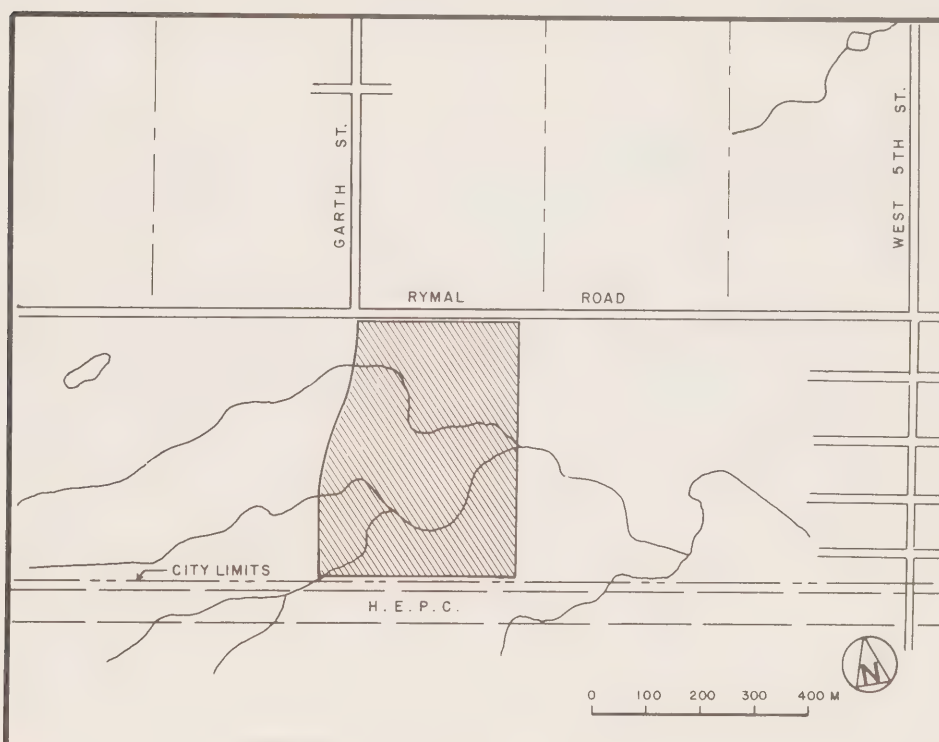 GARTH ST.
WEST 5TH ST.
RYMAL ROAD
CITY LIMITS
H. E. P. C.
N
0 100 200 300 400 M